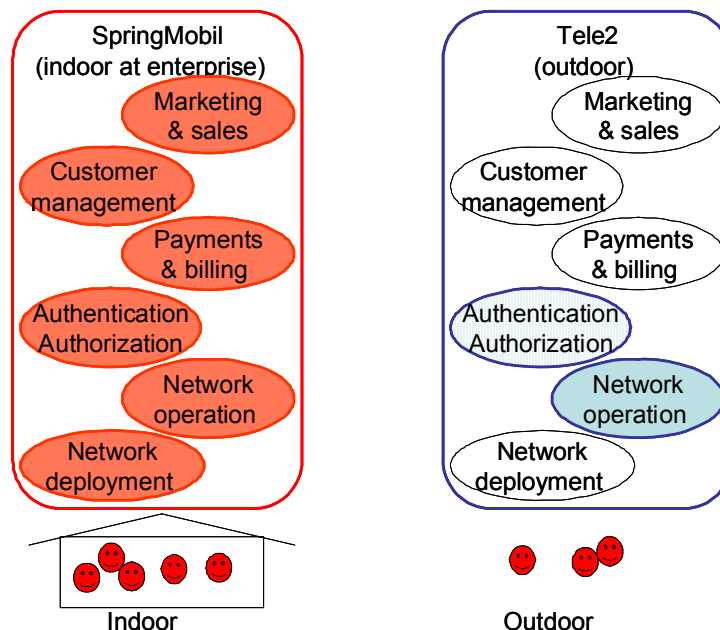 SpringMobil
(indoor at enterprise)
Marketing
& sales
Customer
management
Payments
& billing
Authentication
Authorization
Network
operation
Network
deployment
Indoor
Tele2
(outdoor)
Marketing
& sales
Customer
management
Payments
& billing
Authentication
Authorization
Network
operation
Network
deployment
Outdoor